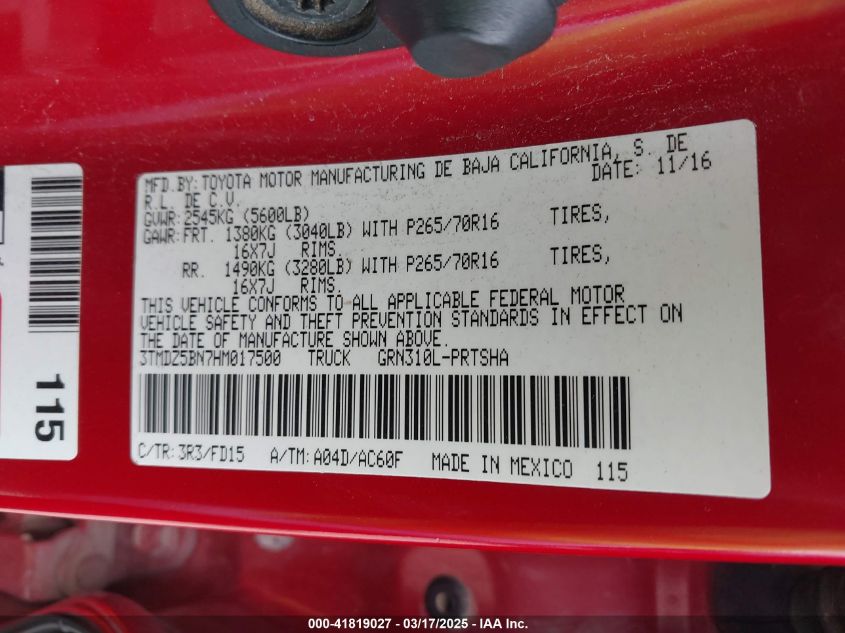 MFD.BY:TOYOTA MOTOR MANUFACTURING DE BAJA CALIFORNIA, S. DE
R.L. DE C.V. DATE: 11/16
GVWR:2545KG (5600LB)
GAWR:FRT. 1380KG (3040LB) WITH P265/70R16 TIRES,
16X7J RIMS.
RR. 1490KG (3280LB) WITH P265/70R16 TIRES,
16X7J RIMS.
THIS VEHICLE CONFORMS TO ALL APPLICABLE FEDERAL MOTOR
VEHICLE SAFETY AND THEFT PREVENTION STANDARDS IN EFFECT ON
THE DATE OF MANUFACTURE SHOWN ABOVE.
3TMDZ5BN7HM017500 TRUCK GRN310L-PRTSHA
C/TR:3R3/FD15 A/TM:A04D/AC60F MADE IN MEXICO 115
115
000-41819027 - 03/17/2025 - IAAI.com